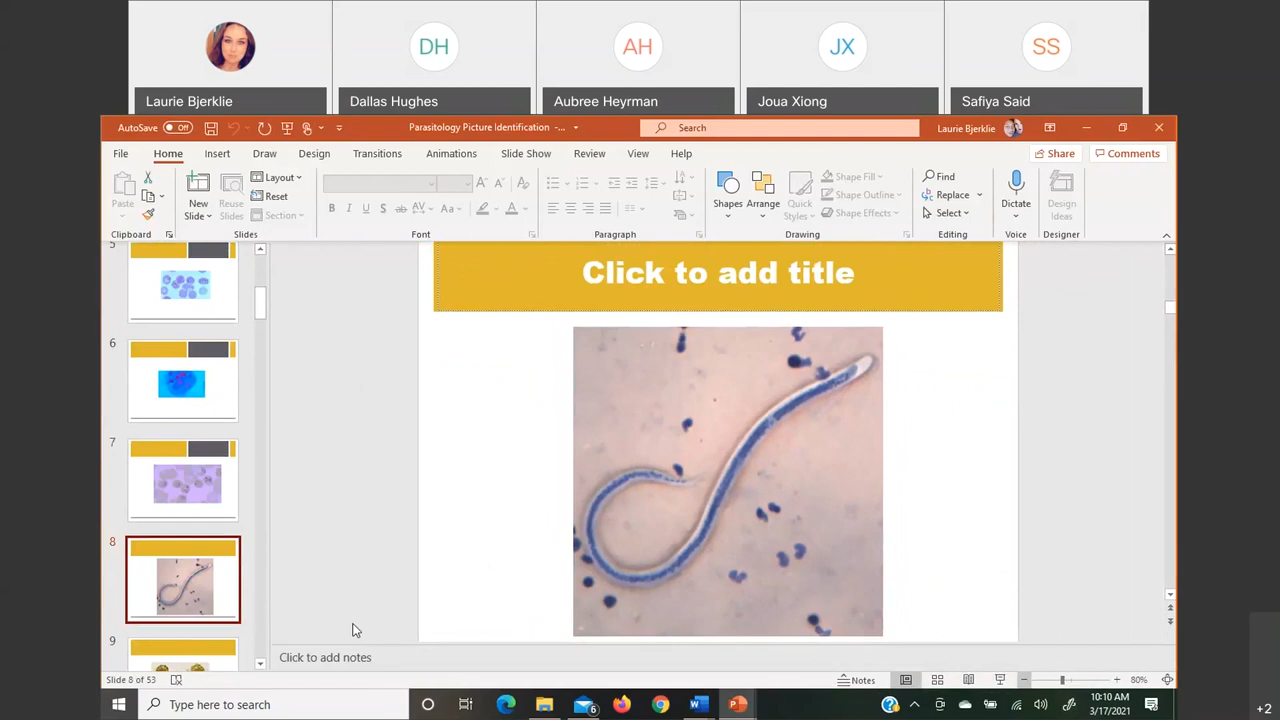 DH
AH
JX
SS
Laurie Bjerklie
Dallas Hughes
Aubree Heyrman
Joua Xiong
Safiya Said
AutoSave Off
Parasitology Picture Identification -...
Search
Laurie Bjerklie
File Home Insert Draw Design Transitions Animations Slide Show Review View Help
Share Comments
Paste
New
Slide
Reuse
Slides
Layout
Reset
Section
B I U S ab AV Aa A
Shapes
Arrange
Quick
Styles
Shape Fill
Shape Outline
Shape Effects
Find
Replace
Select
Dictate
Design
Ideas
Clipboard Slides Font Paragraph Drawing Editing Voice Designer
5
6
7
8
9
Click to add title
Click to add notes
Slide 8 of 53
Notes
80%
Type here to search
6
10:10 AM
3/17/2021
+2